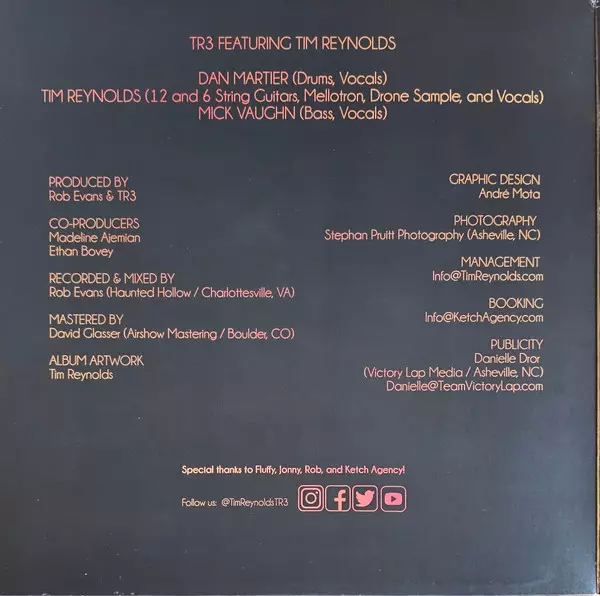 TR3 FEATURING TIM REYNOLDS
DAN MARTIER (Drums, Vocals)
TIM REYNOLDS (12 and 6 String Guitars, Mellotron, Drone Sample, and Vocals)
MICK VAUGHN (Bass, Vocals)
PRODUCED BY
Rob Evans & TR3
CO-PRODUCERS
Madeline Ajemian
Ethan Bovey
RECORDED & MIXED BY
Rob Evans (Haunted Hollow / Charlottesville, VA)
MASTERED BY
David Glasser (Airshow Mastering / Boulder, CO)
ALBUM ARTWORK
Tim Reynolds
GRAPHIC DESIGN
André Mota
PHOTOGRAPHY
Stephan Pruitt Photography (Asheville, NC)
MANAGEMENT
Info@TimReynolds.com
BOOKING
Info@KetchAgency.com
PUBLICITY
Danielle Dror
(Victory Lap Media / Asheville, NC)
Danielle@TeamVictoryLap.com
Special thanks to Fluffy, Jonny, Rob, and Ketch Agency!
Follow us: @TimReynoldsTR3